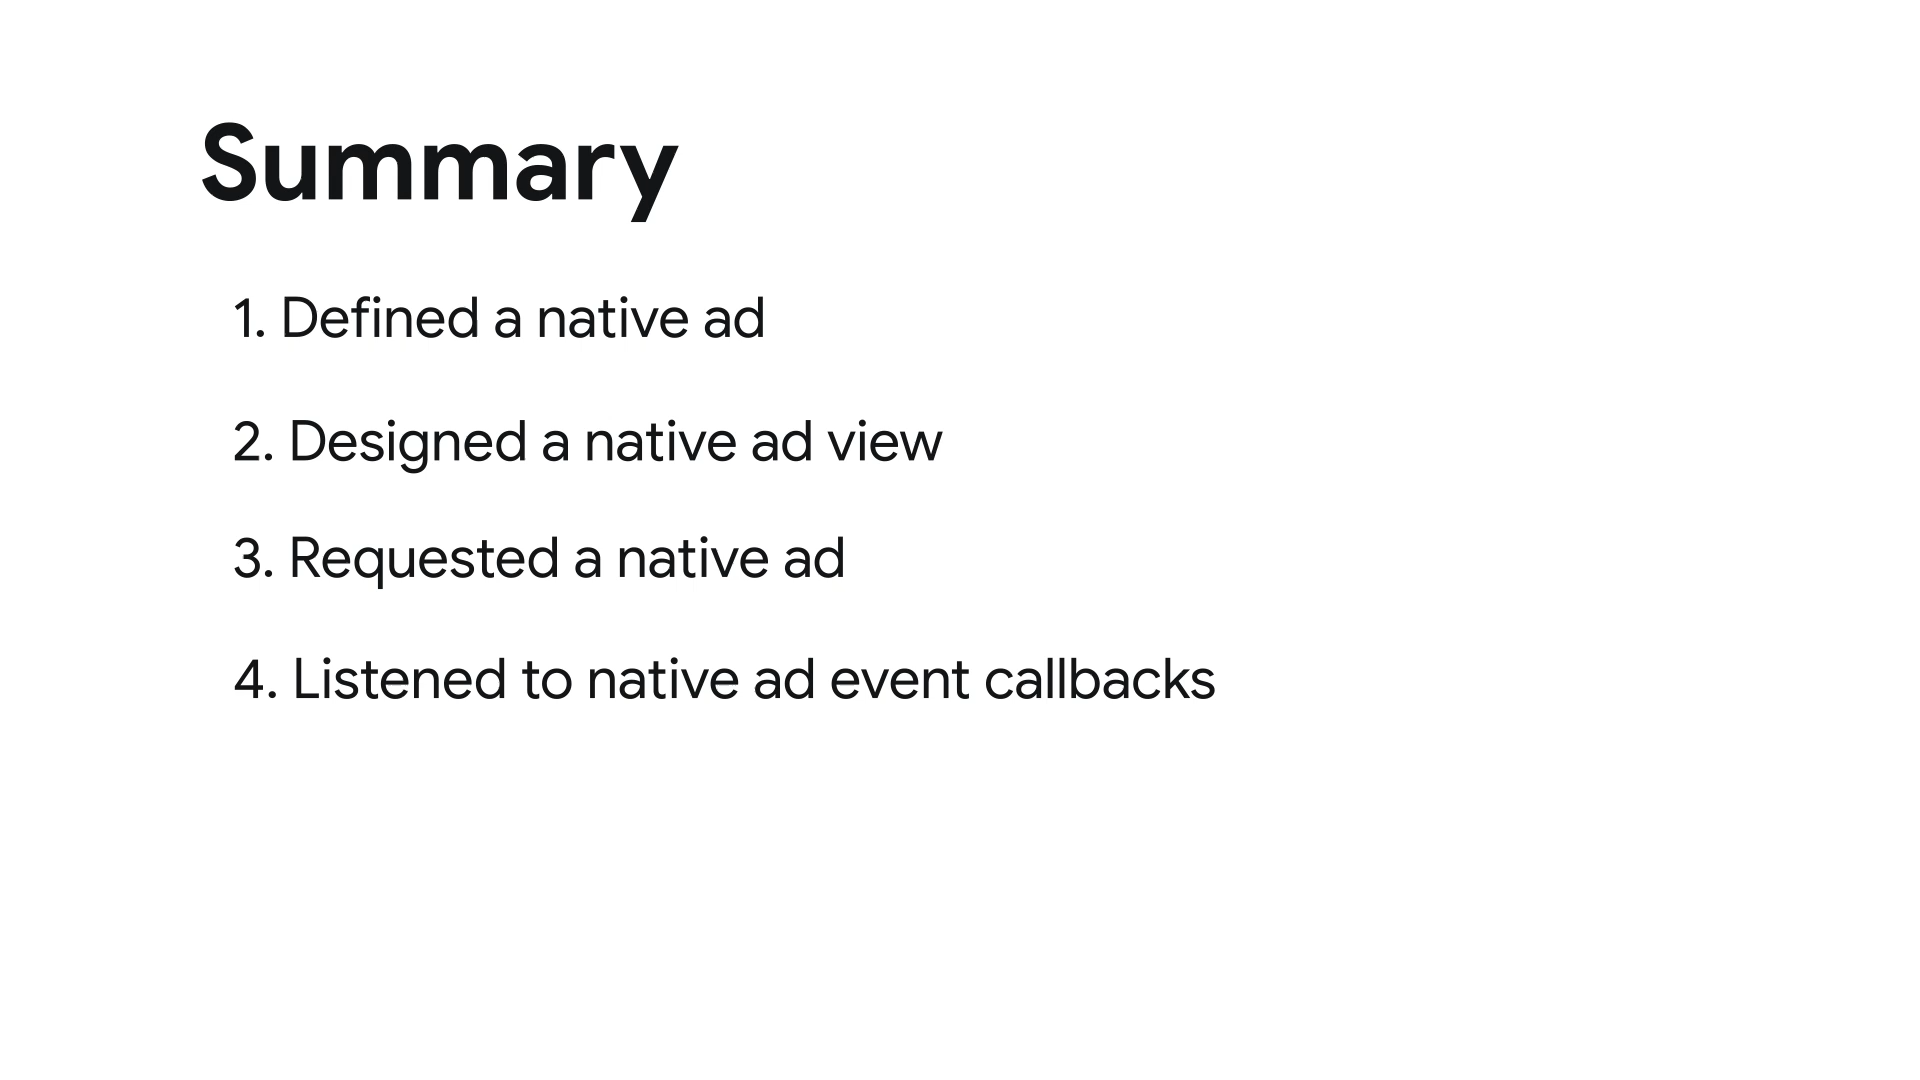 Summary
1. Defined a native ad
2. Designed a native ad view
3. Requested a native ad
4. Listened to native ad event callbacks